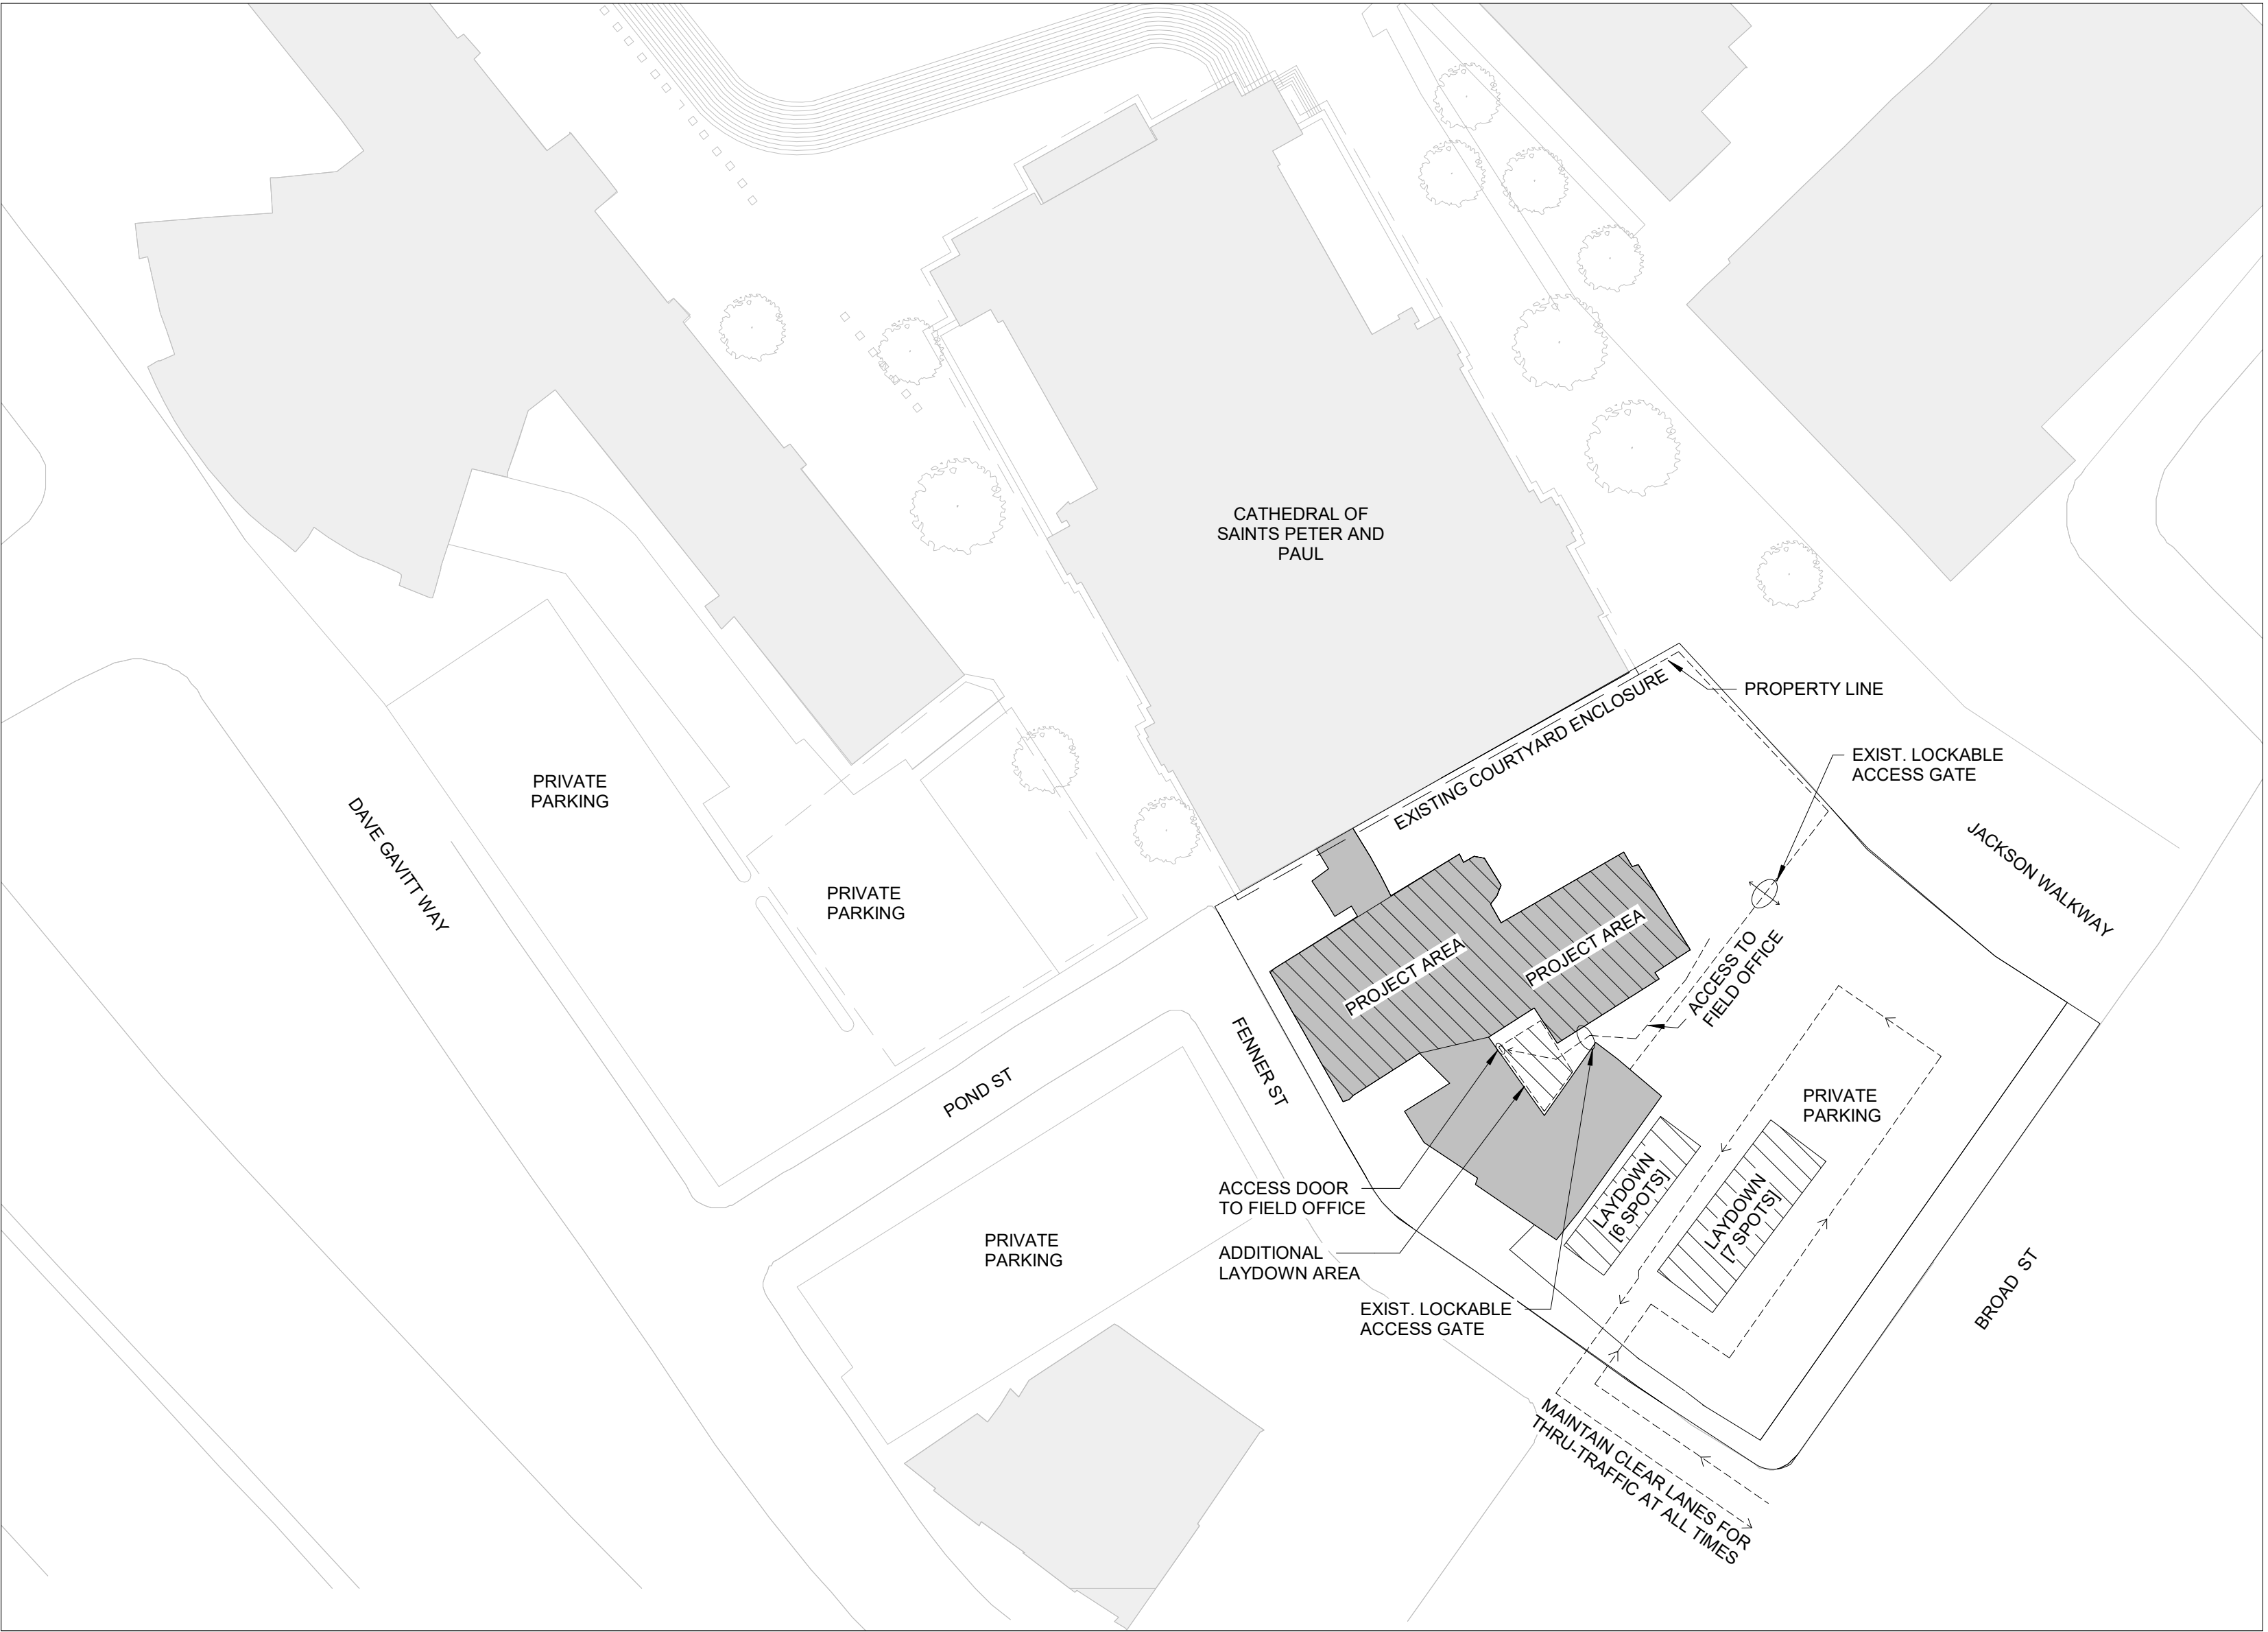 CATHEDRAL OF
SAINTS PETER AND
PAUL
PROPERTY LINE
EXISTING COURTYARD ENCLOSURE
EXIST. LOCKABLE
ACCESS GATE
PRIVATE
PARKING
DAVE GAVITT WAY
JACKSON WALKWAY
PRIVATE
PARKING
PROJECT AREA
PROJECT AREA
ACCESS TO
FIELD OFFICE
FENNER ST
POND ST
PRIVATE
PARKING
ACCESS DOOR
TO FIELD OFFICE
LAYDOWN
[6 SPOTS]
LAYDOWN
[7 SPOTS]
PRIVATE
PARKING
ADDITIONAL
LAYDOWN AREA
BROAD ST
EXIST. LOCKABLE
ACCESS GATE
MAINTAIN CLEAR LANES FOR
THRU-TRAFFIC AT ALL TIMES